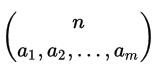 n
a₁, a₂, …, aₘ